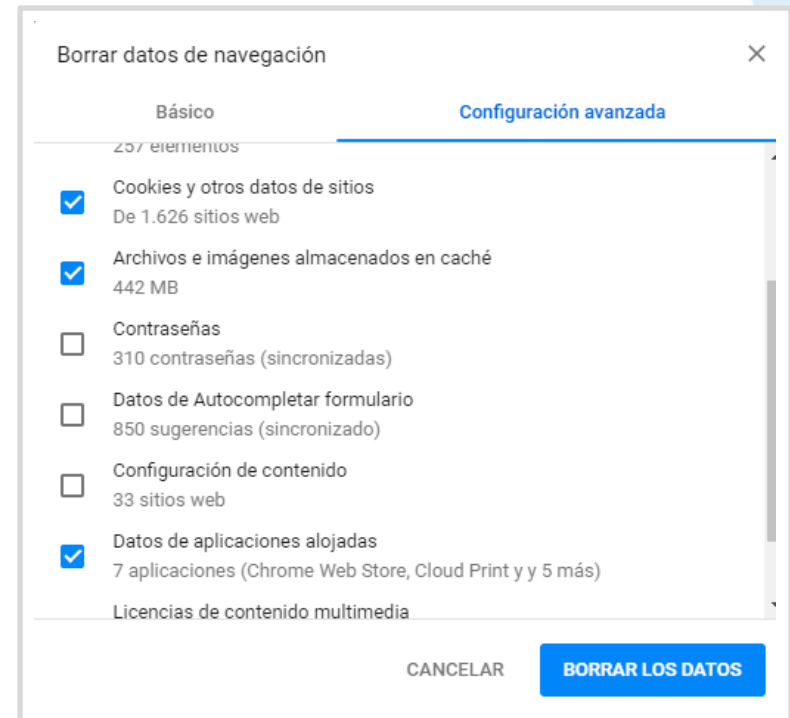 Borrar datos de navegación
Básico
Configuración avanzada
257 elementos
Cookies y otros datos de sitios
De 1.626 sitios web
Archivos e imágenes almacenados en caché
442 MB
Contraseñas
310 contraseñas (sincronizadas)
Datos de Autocompletar formulario
850 sugerencias (sincronizado)
Configuración de contenido
33 sitios web
Datos de aplicaciones alojadas
7 aplicaciones (Chrome Web Store, Cloud Print y y 5 más)
Licencias de contenido multimedia
CANCELAR
BORRAR LOS DATOS